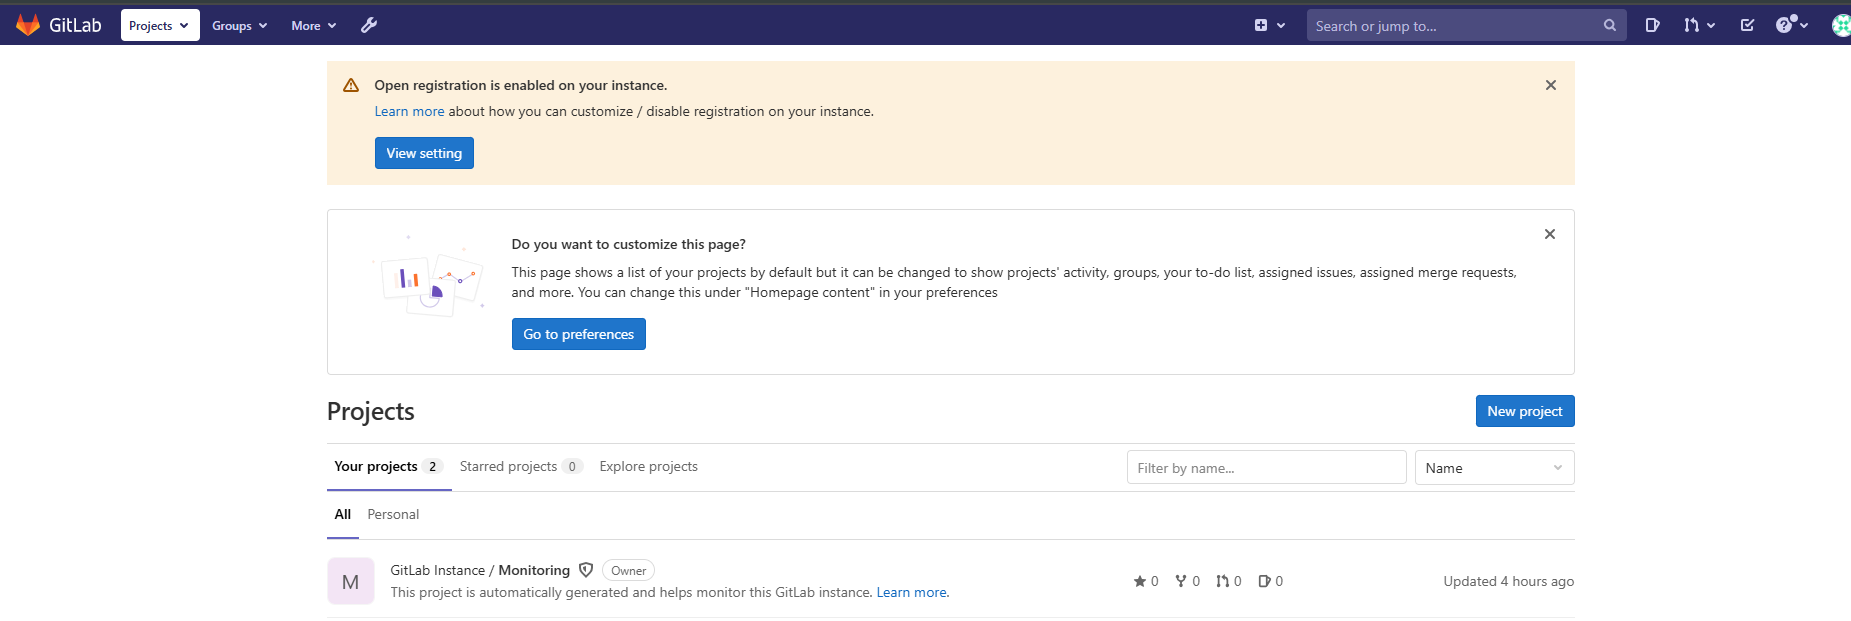 GitLab Projects Groups More Search or jump to...
Open registration is enabled on your instance.
Learn more about how you can customize / disable registration on your instance.
View setting
Do you want to customize this page?
This page shows a list of your projects by default but it can be changed to show projects' activity, groups, your to-do list, assigned issues, assigned merge requests,
and more. You can change this under "Homepage content" in your preferences
Go to preferences
Projects New project
Your projects 2 Starred projects 0 Explore projects Filter by name... Name
All Personal
M GitLab Instance / Monitoring Owner
This project is automatically generated and helps monitor this GitLab instance. Learn more.
0 0 0 0 Updated 4 hours ago